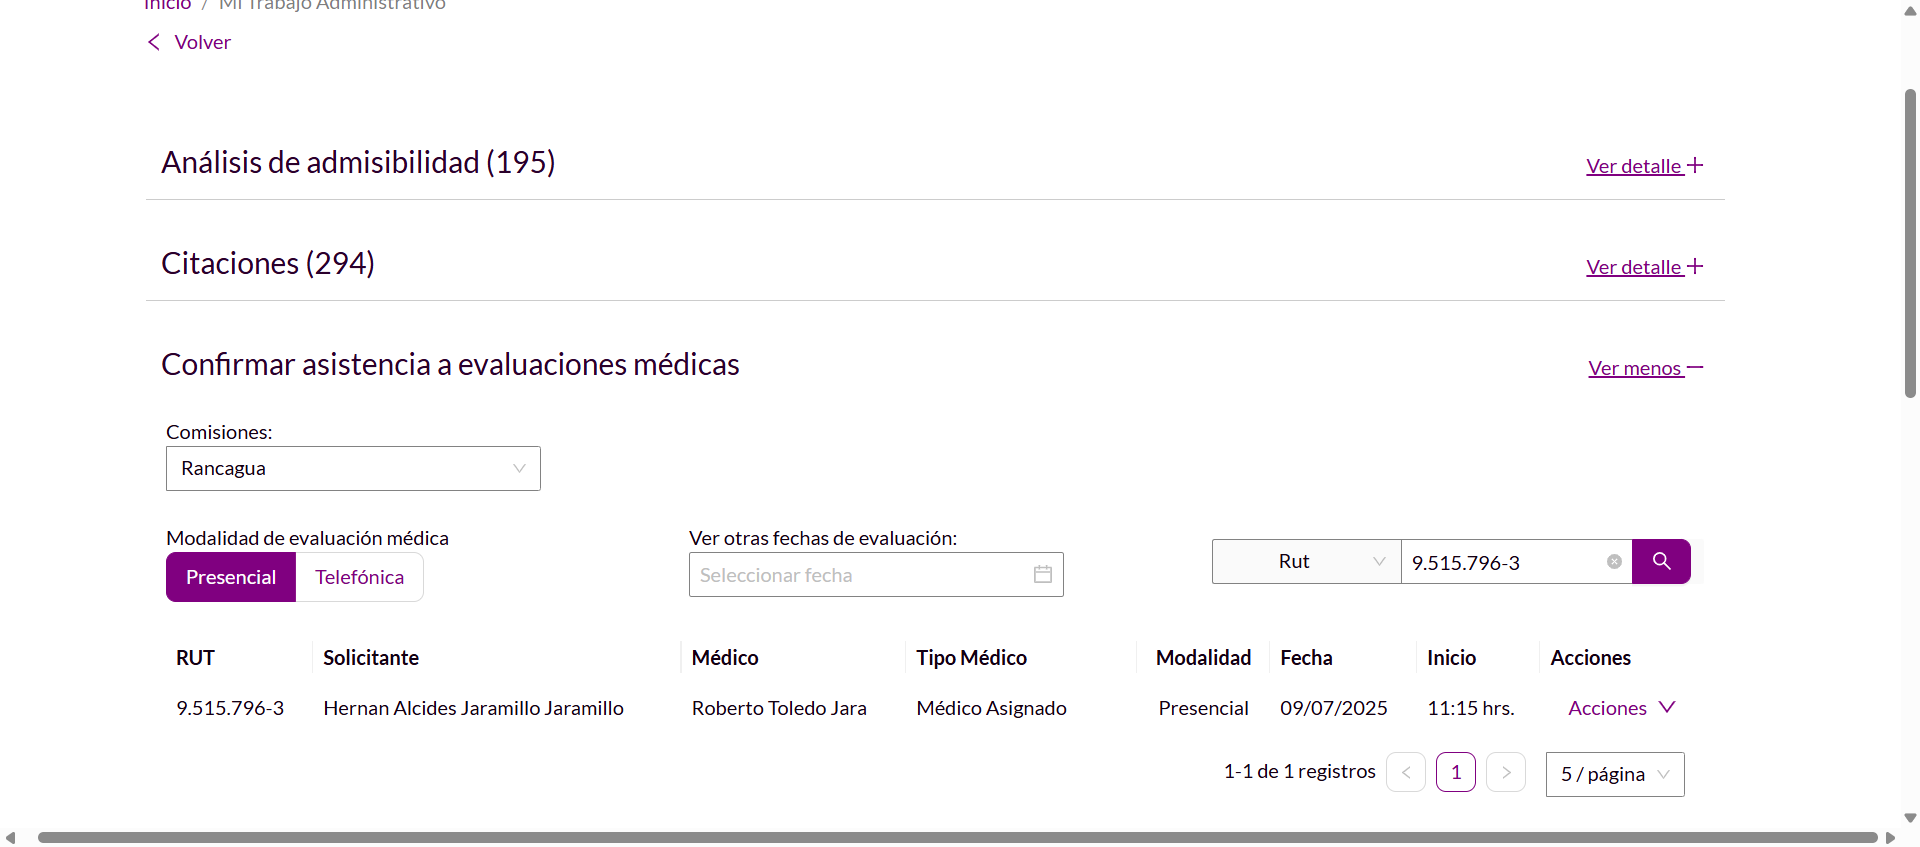 Inicio / Mi Trabajo Administrativo
Volver
Análisis de admisibilidad (195)
Ver detalle
Citaciones (294)
Ver detalle
Confirmar asistencia a evaluaciones médicas
Ver menos
Comisiones:
Rancagua
Modalidad de evaluación médica
Presencial Telefónica
Ver otras fechas de evaluación:
Seleccionar fecha
Rut 9.515.796-3
RUT Solicitante Médico Tipo Médico Modalidad Fecha Inicio Acciones
9.515.796-3 Hernan Alcides Jaramillo Jaramillo Roberto Toledo Jara Médico Asignado Presencial 09/07/2025 11:15 hrs. Acciones
1-1 de 1 registros 1 5 / página